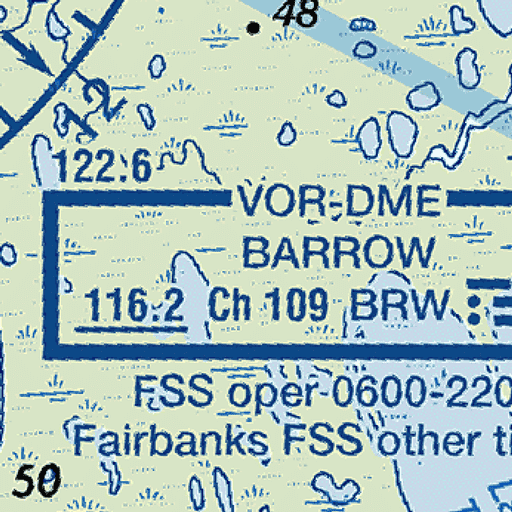 48
12
122.6
VOR-DME
BARROW
116.2 Ch 109 BRW
FSS oper 0600-220
Fairbanks FSS other ti
50